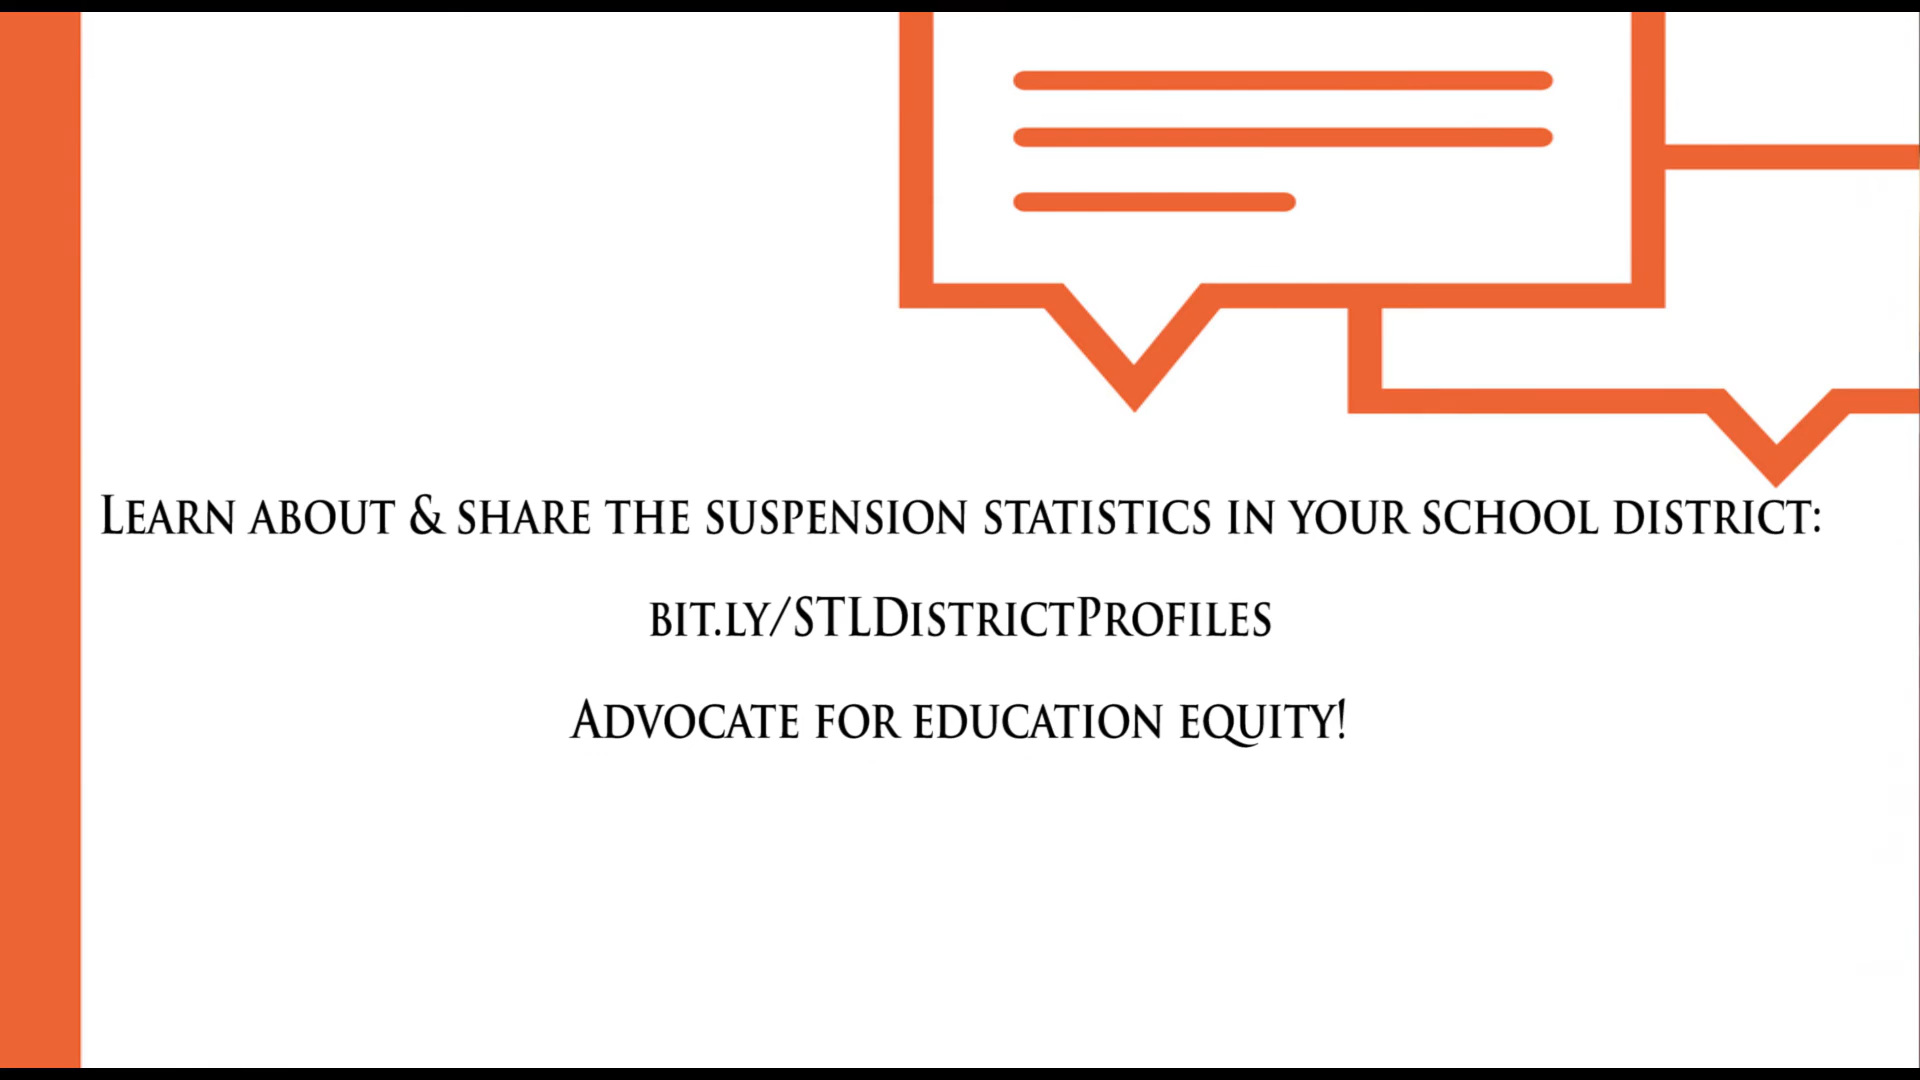 Learn about & share the suspension statistics in your school district:
bit.ly/STLDistrictProfiles
Advocate for education equity!